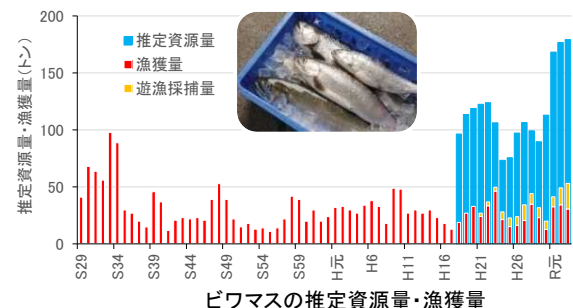 推定資源量・漁獲量(トン)
200
150
100
50
0
推定資源量
漁獲量
遊漁採捕量
S29
S34
S39
S44
S49
S54
S59
H元
H6
H11
H16
H21
H26
R元
ビワマスの推定資源量・漁獲量